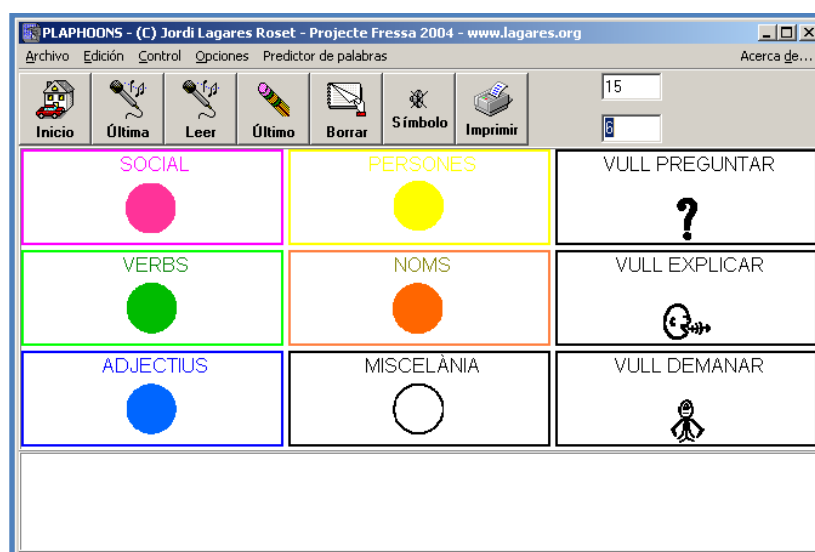 PLAPHOONS - (C) Jordi Lagares Roset - Projecte Fressa 2004 - www.lagares.org
Archivo Edición Control Opciones Predictor de palabras Acerca de...
Inicio Última Leer Último Borrar Símbolo Imprimir
15
6
SOCIAL PERSONES VULL PREGUNTAR
?
VERBS NOMS VULL EXPLICAR
ADJECTIUS MISCELÀNIA VULL DEMANAR